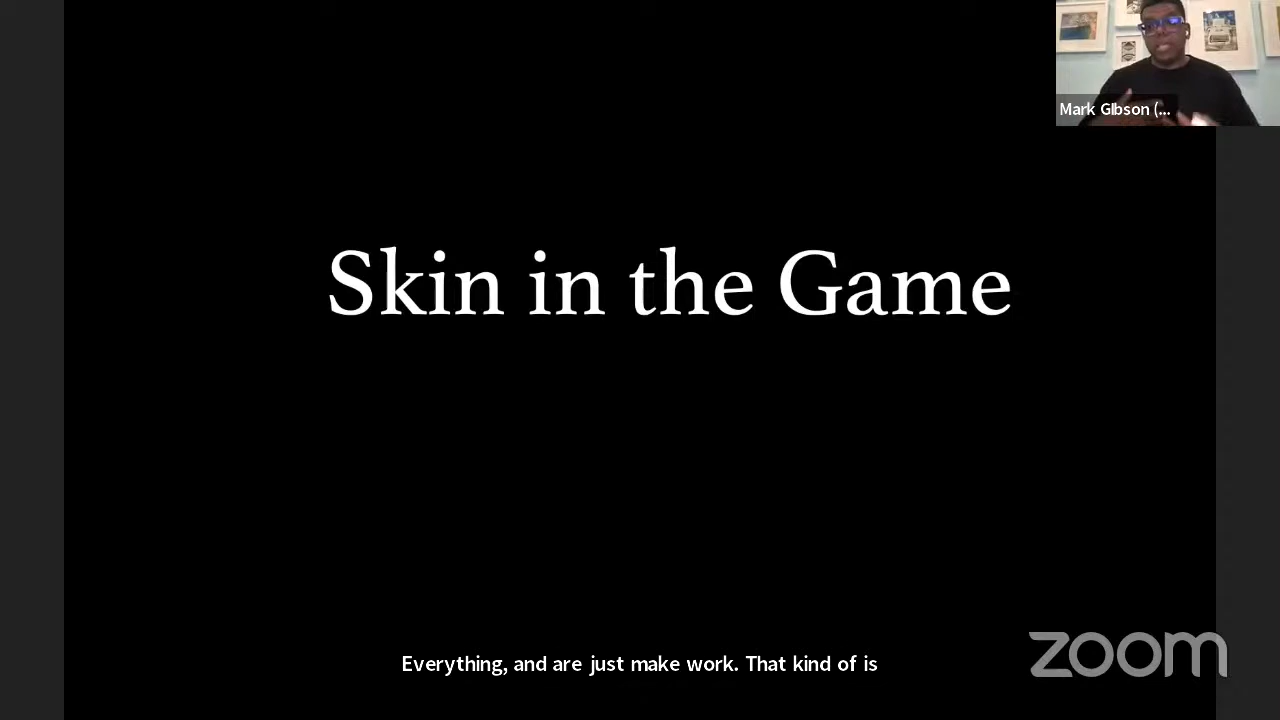 Mark Gibson (...
Skin in the Game
Everything, and are just make work. That kind of is
zoom